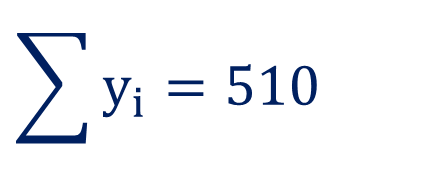 ∑ yᵢ = 510